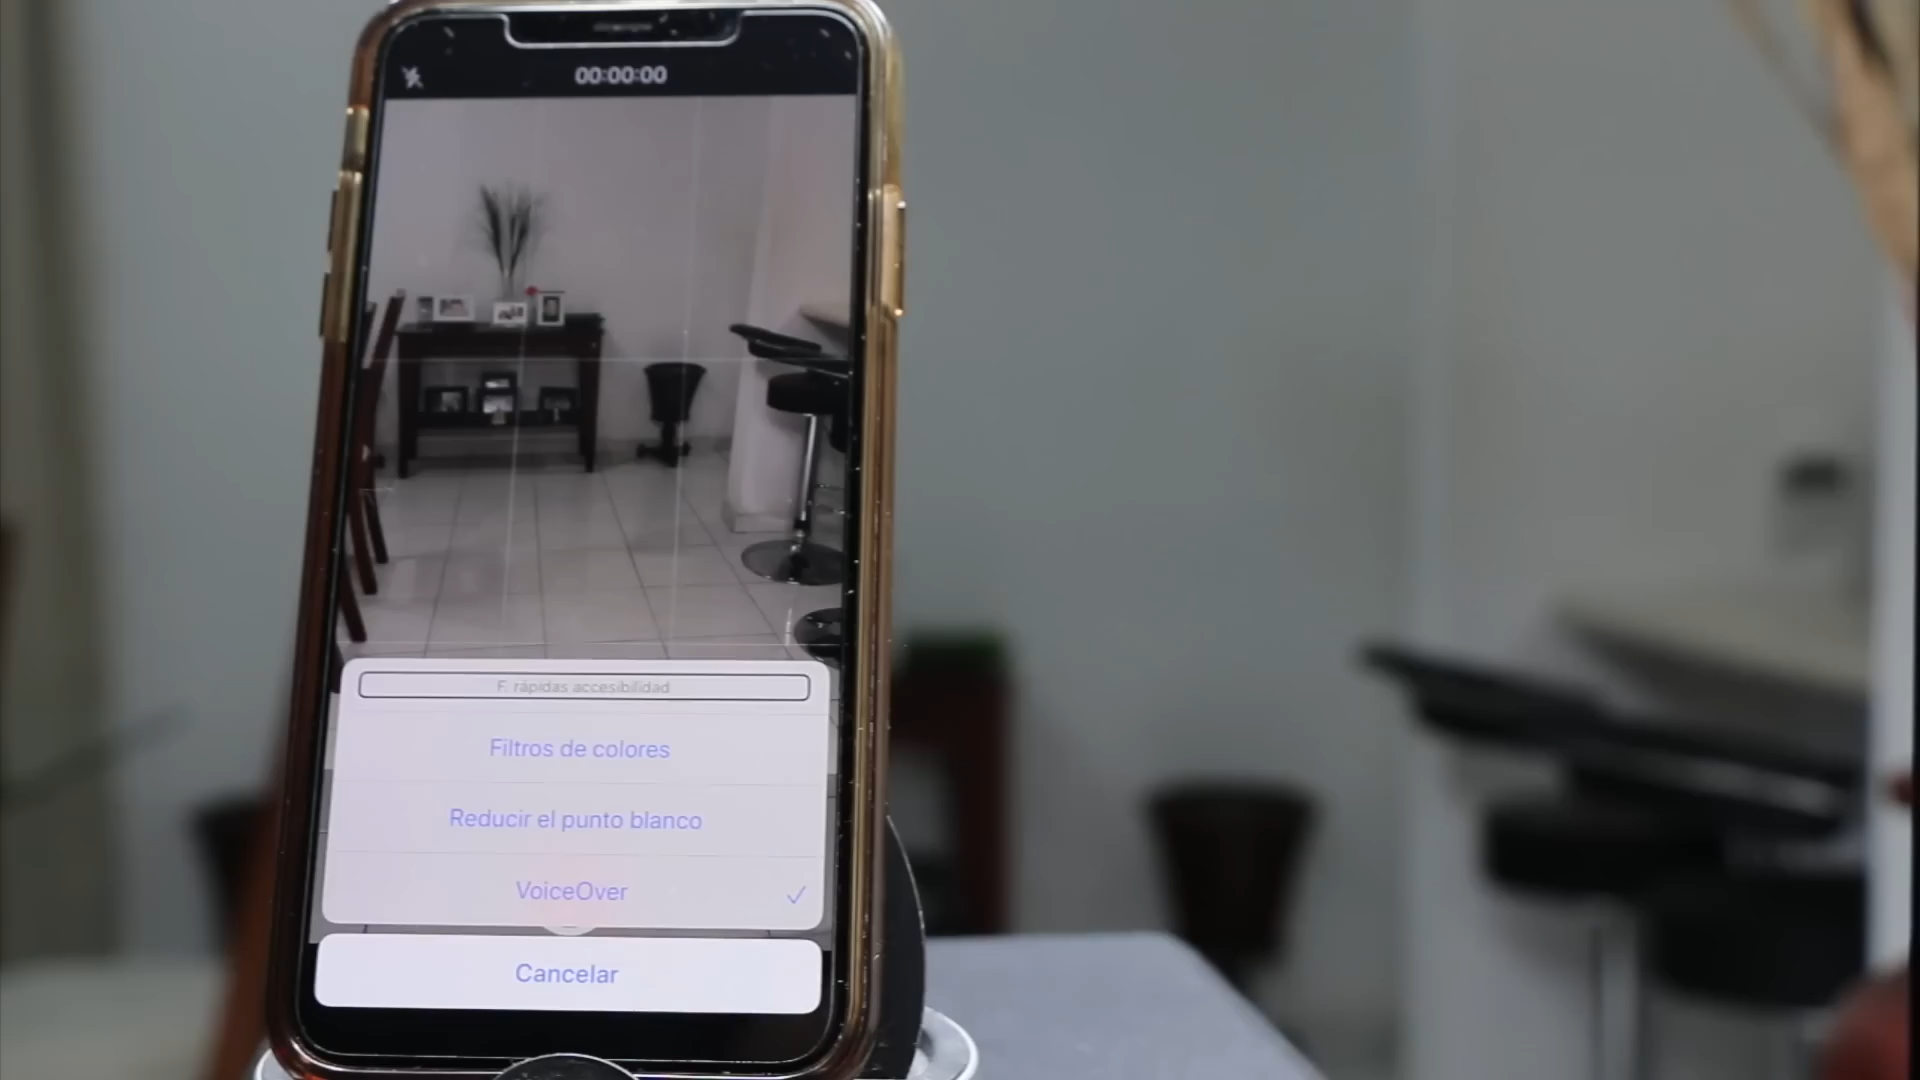 00:00:00
F. rápidas accesibilidad
Filtros de colores
Reducir el punto blanco
VoiceOver
Cancelar